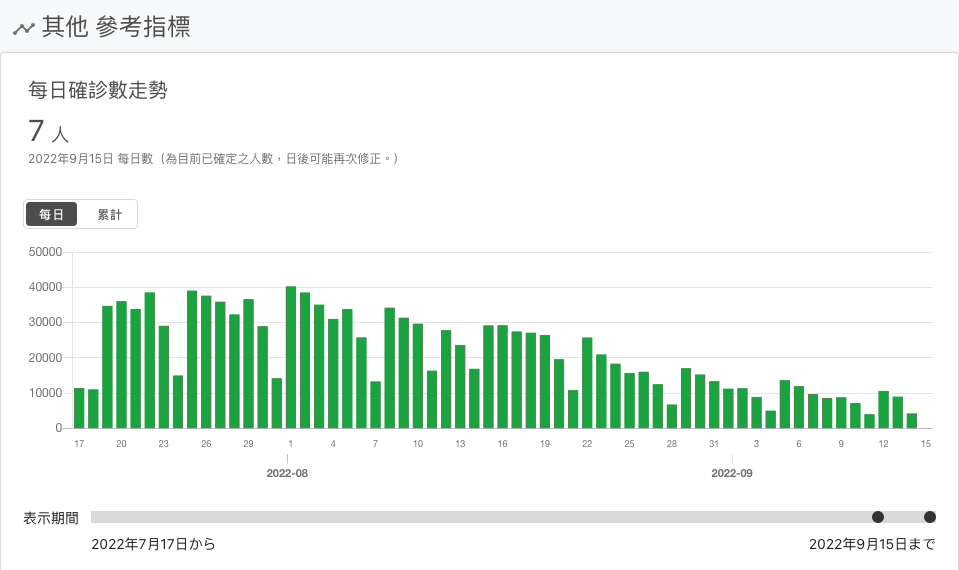 其他 參考指標
每日確診數走勢
7 人
2022年9月15日 每日數（為目前已確定之人數，日後可能再次修正。）
每日 累計
50000
40000
30000
20000
10000
0
17 20 23 26 29 1 4 7 10 13 16 19 22 25 28 31 3 6 9 12 15
2022-08 2022-09
表示期間
2022年7月17日から 2022年9月15日まで